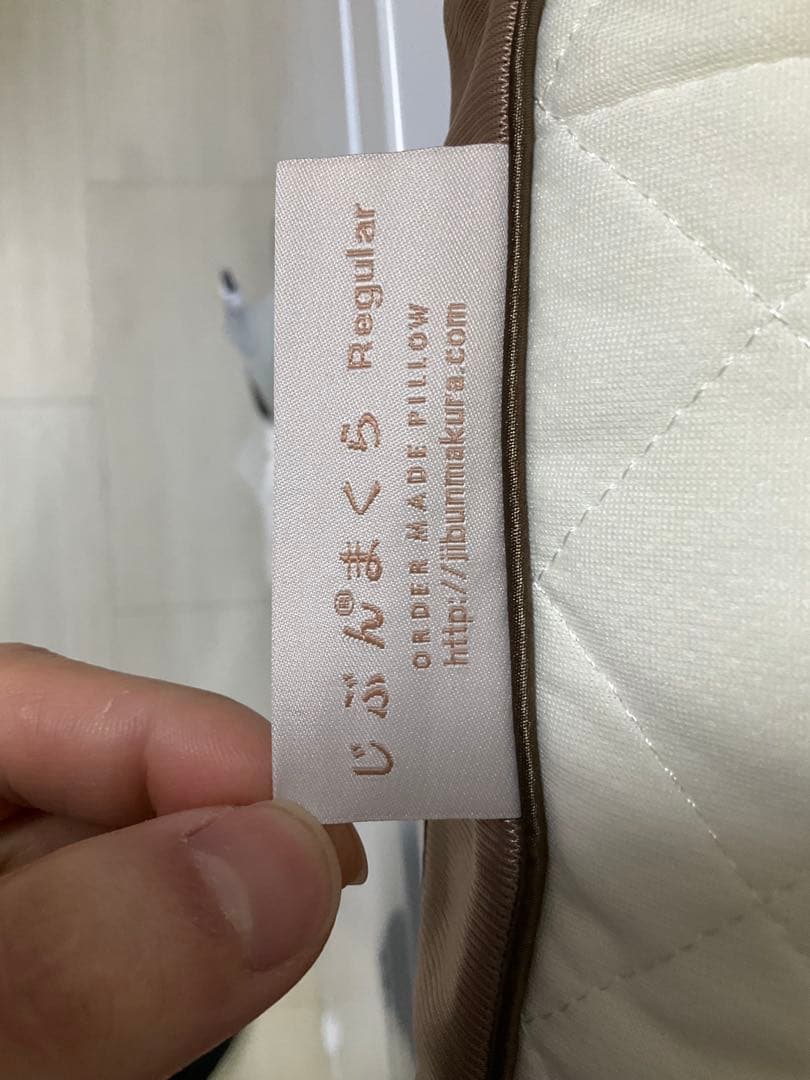 じぶんまくら Regular
ORDER MADE PILLOW
http://jibunmakura.com